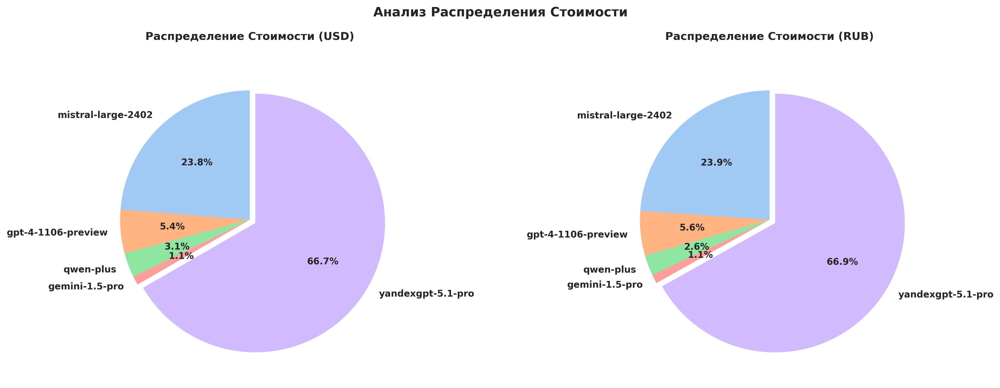 Анализ Распределения Стоимости
Распределение Стоимости (USD)
mistral-large-2402
23.8%
gpt-4-1106-preview
5.4%
3.1%
1.1%
qwen-plus
gemini-1.5-pro
66.7%
yandexgpt-5.1-pro
Распределение Стоимости (RUB)
mistral-large-2402
23.9%
gpt-4-1106-preview
5.6%
2.6%
1.1%
qwen-plus
gemini-1.5-pro
66.9%
yandexgpt-5.1-pro